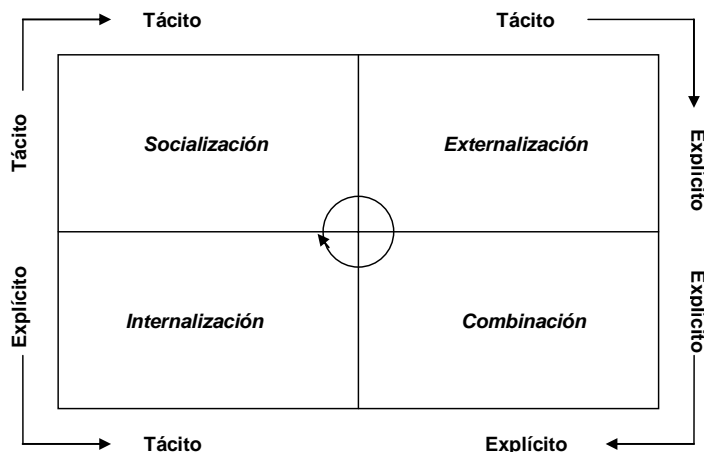 Tácito
Tácito
Tácito
Socialización
Externalización
Explícito
Explícito
Internalización
Combinación
Explícito
Tácito
Explícito